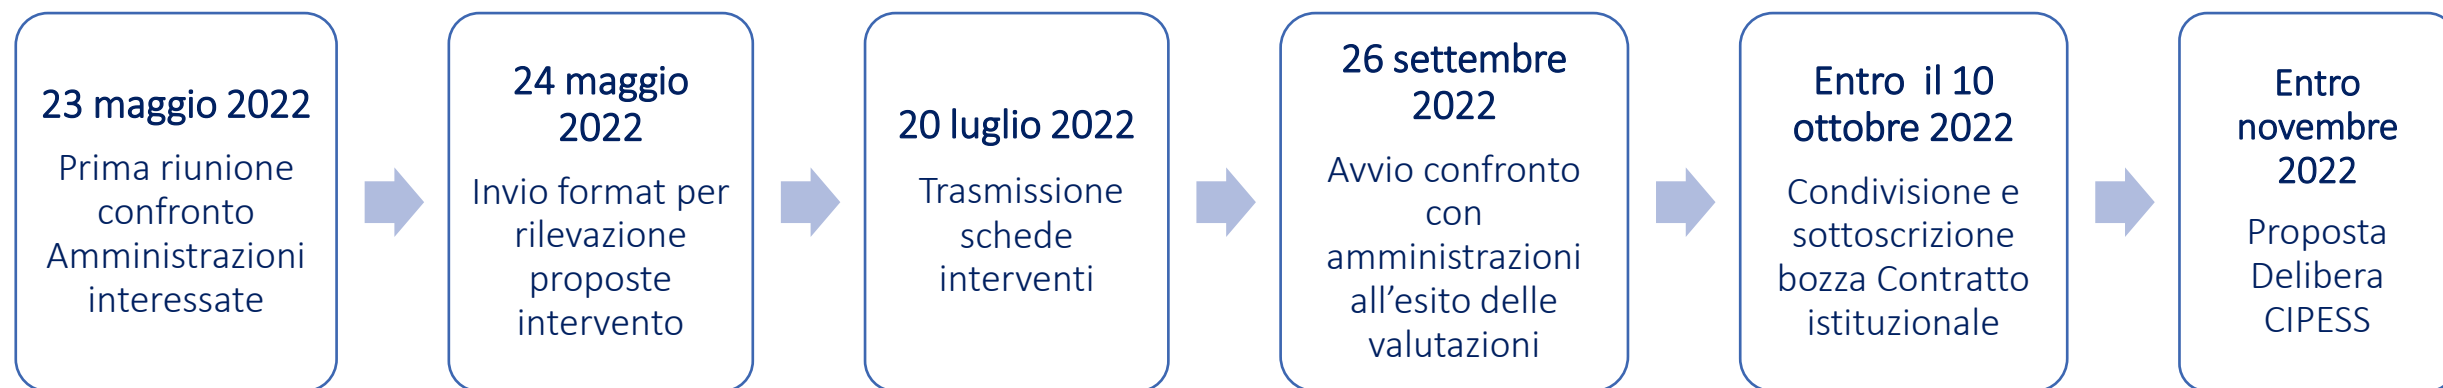 23 maggio 2022
Prima riunione
confronto
Amministrazioni
interessate
24 maggio
2022
Invio format per
rilevazione
proposte
intervento
20 luglio 2022
Trasmissione
schede
interventi
26 settembre
2022
Avvio confronto
con
amministrazioni
all’esito delle
valutazioni
Entro il 10
ottobre 2022
Condivisione e
sottoscrizione
bozza Contratto
istituzionale
Entro
novembre
2022
Proposta
Delibera
CIPESS